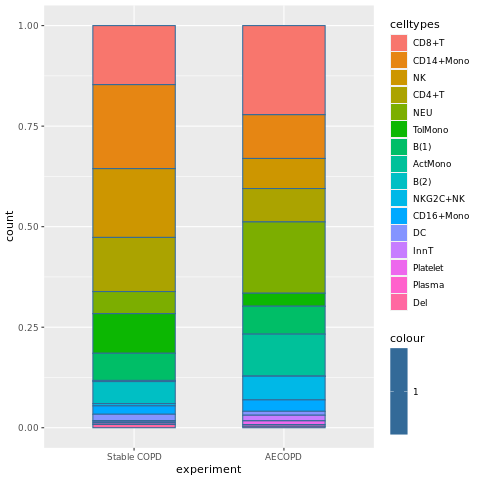 1.00
0.75
0.50
0.25
0.00
count
Stable COPD
AECOPD
experiment
celltypes
CD8+T
CD14+Mono
NK
CD4+T
NEU
TolMono
B(1)
ActMono
B(2)
NKG2C+NK
CD16+Mono
DC
InnT
Platelet
Plasma
Del
colour
1